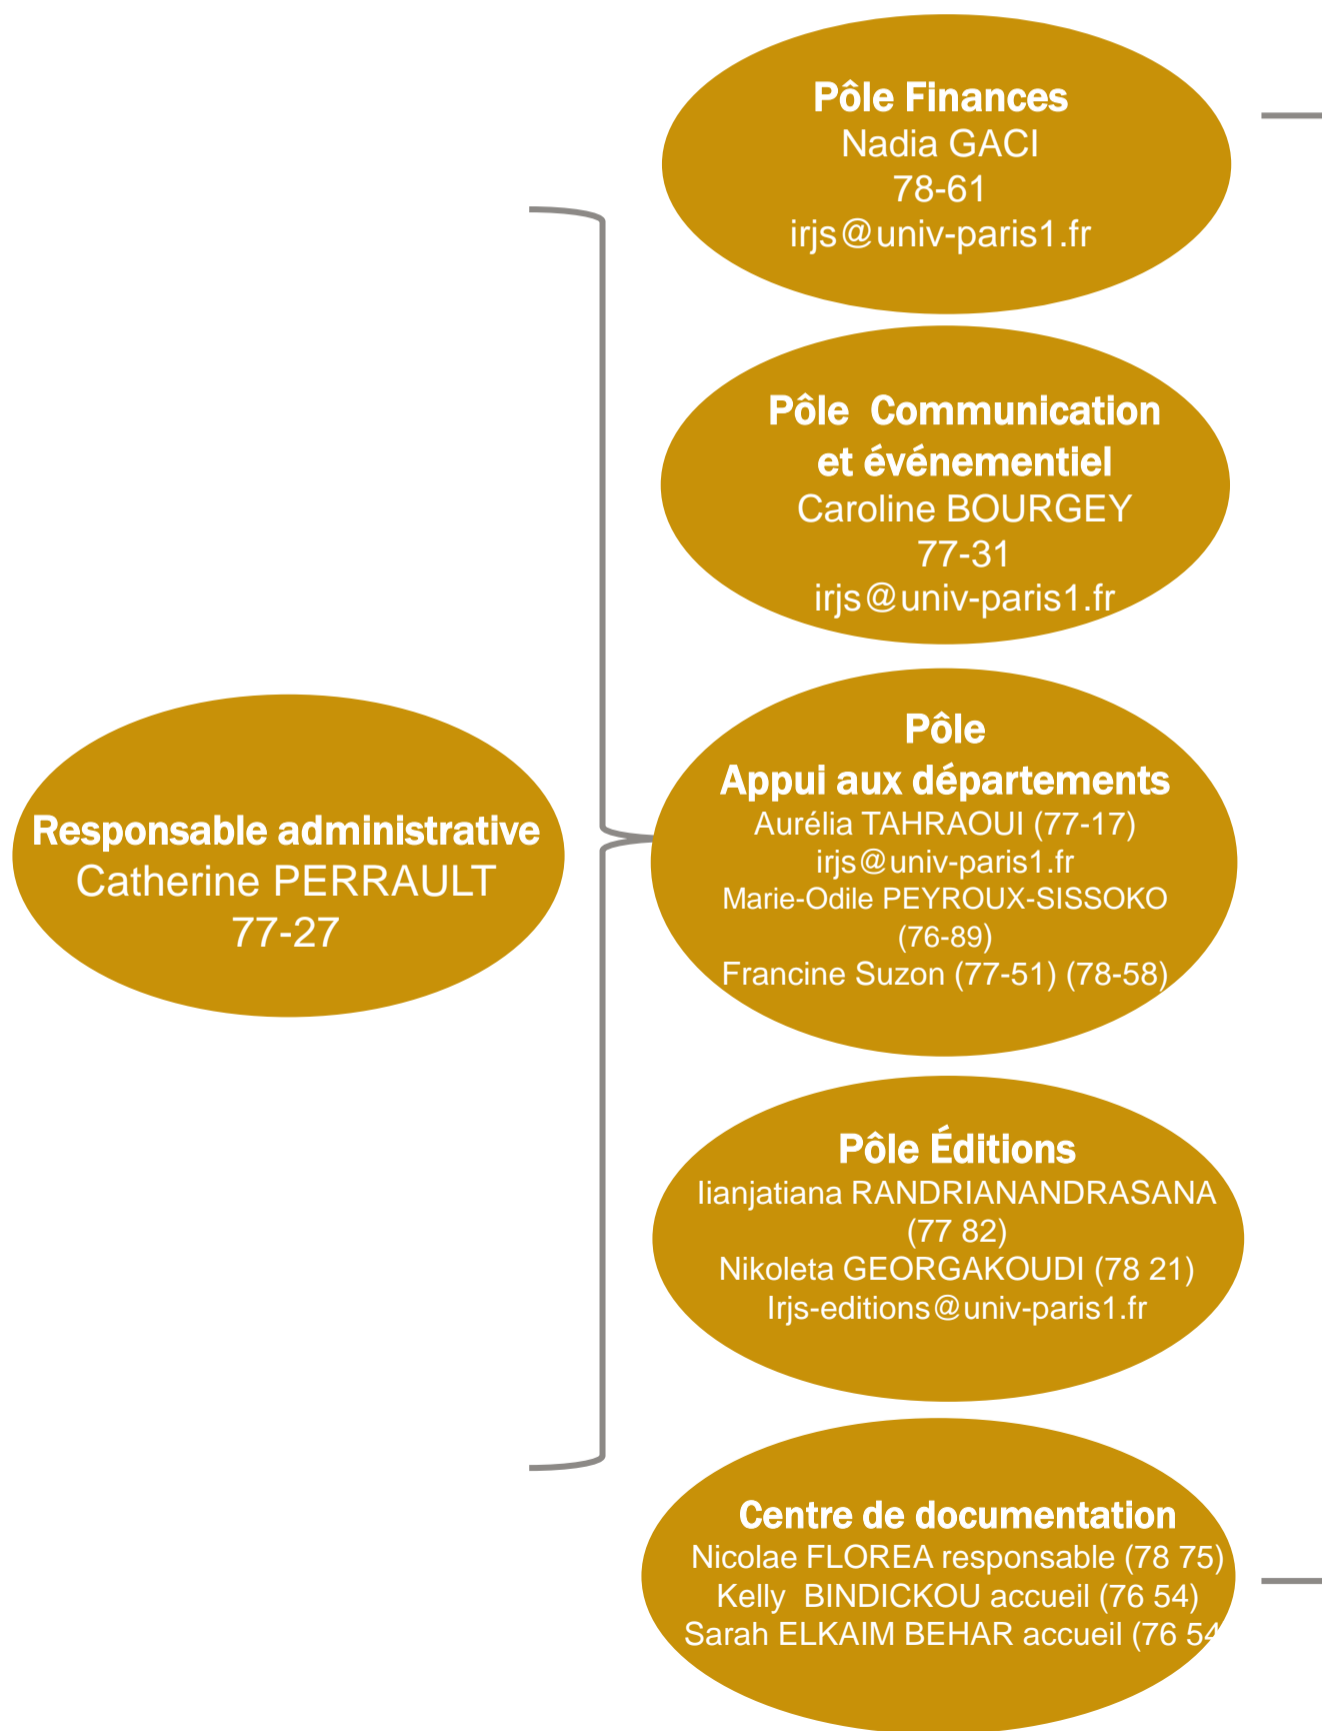 Pôle Finances
Nadia GACI
78-61
irjs@univ-paris1.fr
Pôle Communication
et événementiel
Caroline BOURGEY
77-31
irjs@univ-paris1.fr
Responsable administrative
Catherine PERRAULT
77-27
Pôle
Appui aux départements
Aurélia TAHRAOUI (77-17)
irjs@univ-paris1.fr
Marie-Odile PEYROUX-SISSOKO
(76-89)
Francine Suzon (77-51) (78-58)
Pôle Éditions
Iianjatiana RANDRIANANDRASANA
(77 82)
Nikoleta GEORGAKOUDI (78 21)
Irjs-editions@univ-paris1.fr
Centre de documentation
Nicolae FLOREA responsable (78 75)
Kelly BINDICKOU accueil (76 54)
Sarah ELKAIM BEHAR accueil (76 54